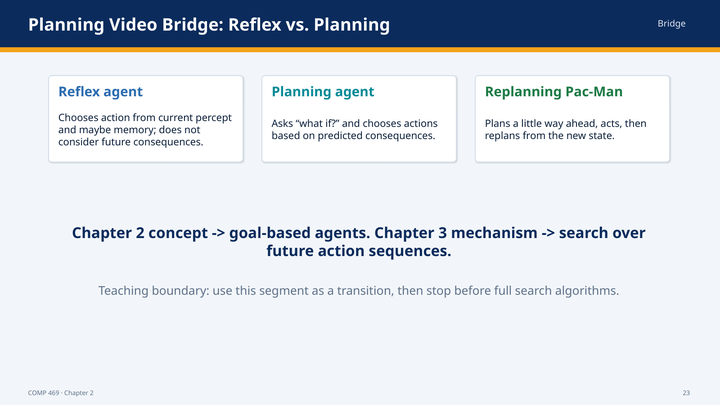 Planning Video Bridge: Reflex vs. Planning
Bridge
Reflex agent
Chooses action from current percept
and maybe memory; does not
consider future consequences.
Planning agent
Asks “what if?” and chooses actions
based on predicted consequences.
Replanning Pac-Man
Plans a little way ahead, acts, then
replans from the new state.
Chapter 2 concept -> goal-based agents. Chapter 3 mechanism -> search over
future action sequences.
Teaching boundary: use this segment as a transition, then stop before full search algorithms.
COMP 469 · Chapter 2
23